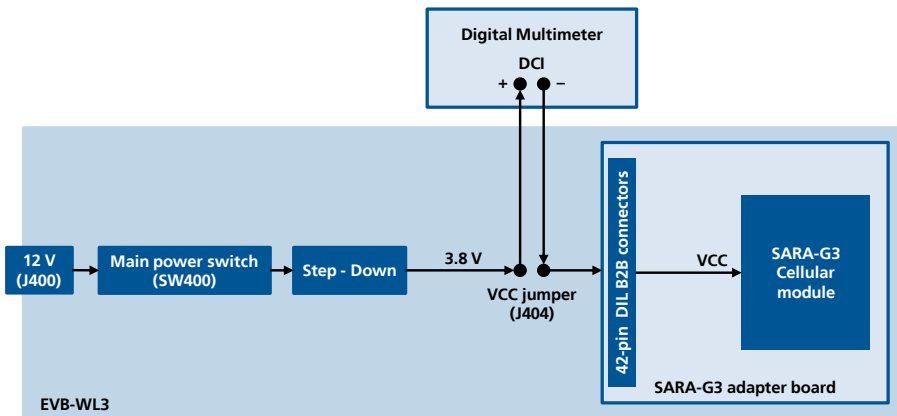 Digital Multimeter
DCI
+ −
12 V
(J400)
Main power switch
(SW400)
Step - Down
3.8 V
VCC jumper
(J404)
42-pin DIL B2B connectors
VCC
SARA-G3
Cellular
module
SARA-G3 adapter board
EVB-WL3